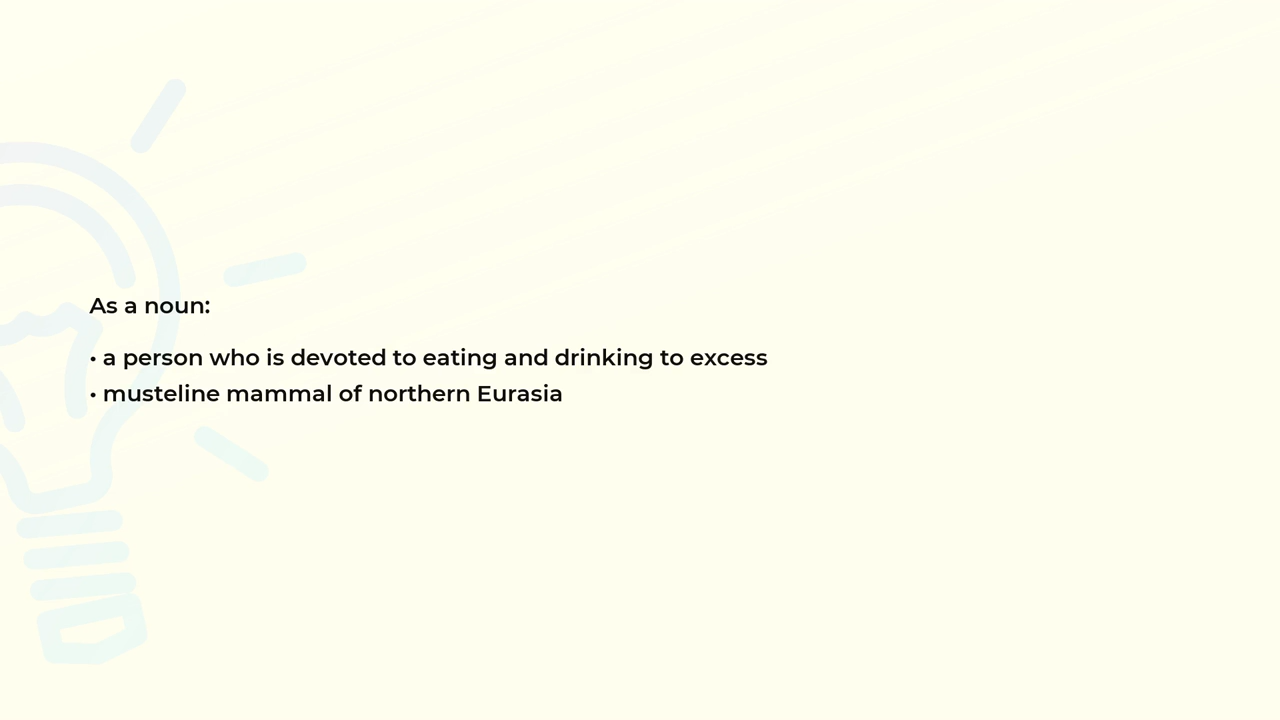 As a noun:
• a person who is devoted to eating and drinking to excess
• musteline mammal of northern Eurasia